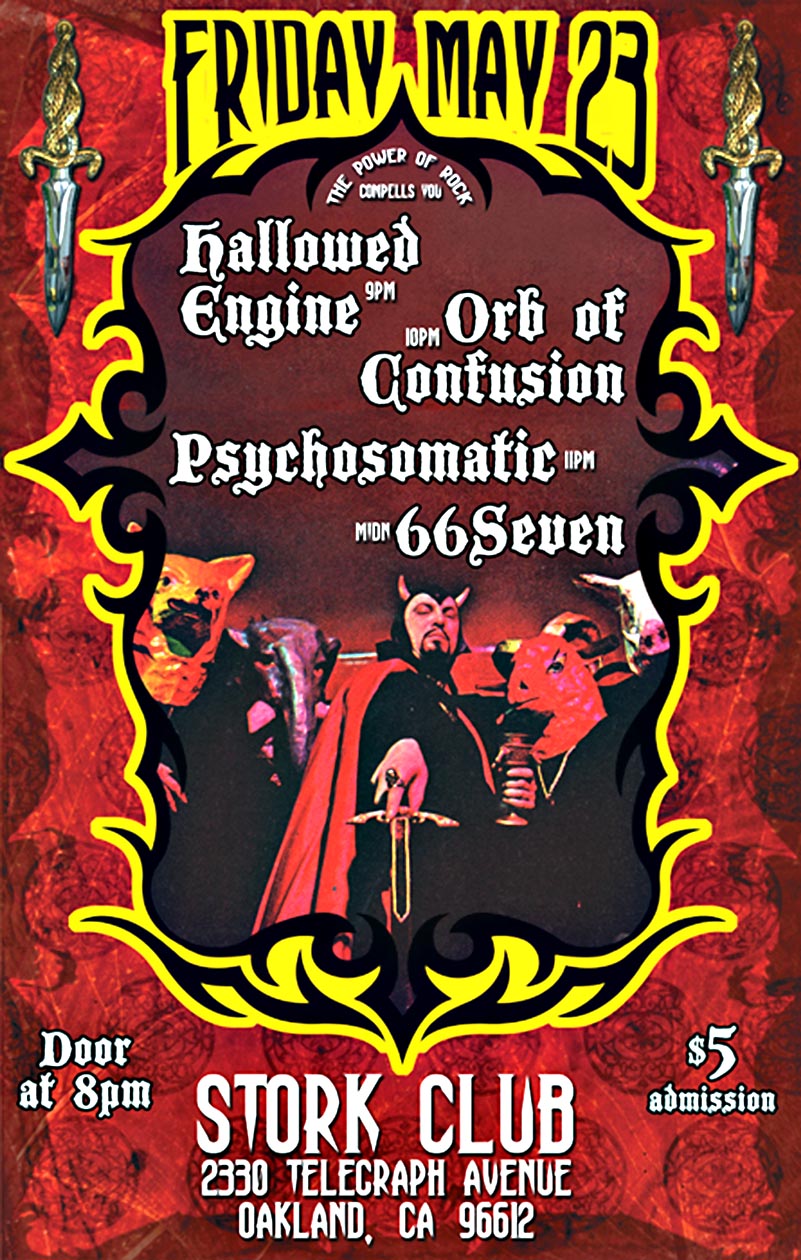 FRIDAY MAY 23
THE POWER OF ROCK
COMPELLS YOU
Hallowed
Engine 9PM
10PM Orb of
Confusion
Psychosomatic 11PM
MIDN 66Seven
Door
at 8pm
$5
admission
STORK CLUB
2330 TELEGRAPH AVENUE
OAKLAND, CA 96612